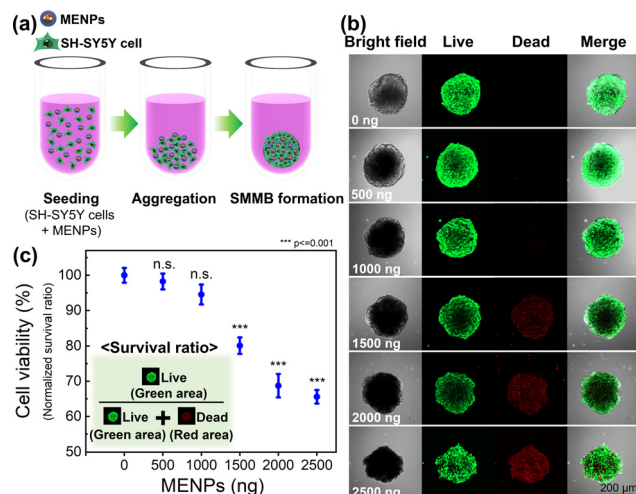 (a)
MENPs
SH-SY5Y cell
Seeding
(SH-SY5Y cells
+ MENPs)
Aggregation
SMMB formation
(b)
Bright field Live Dead Merge
0 ng
500 ng
1000 ng
1500 ng
2000 ng
2500 ng
200 µm
(c)
*** p<=0.001
Cell viability (%)
(Normalized survival ratio)
100
90
80
70
60
50
n.s.
n.s.
***
***
***
<Survival ratio>
Live
(Green area)
Live + Dead
(Green area) (Red area)
0 500 1000 1500 2000 2500
MENPs (ng)